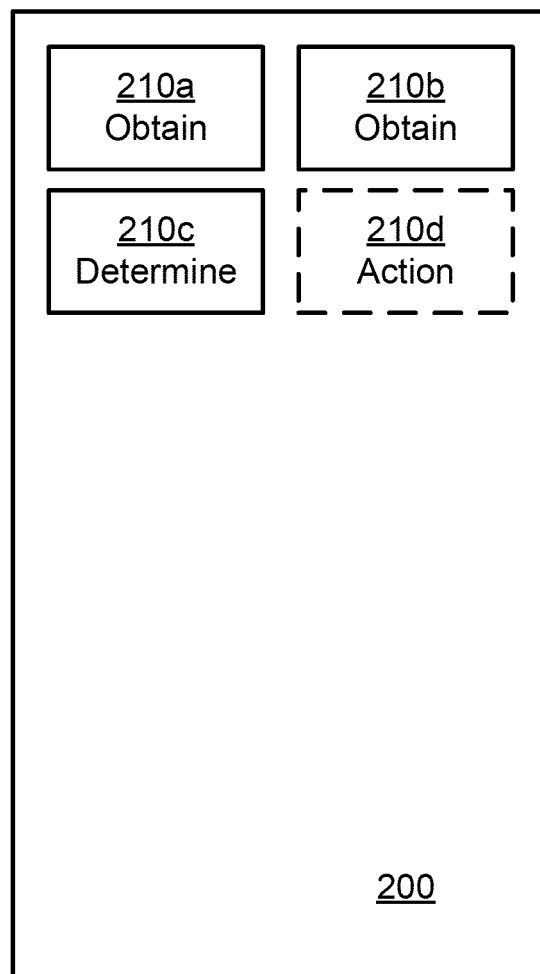 210a
Obtain
210b
Obtain
210c
Determine
210d
Action
200